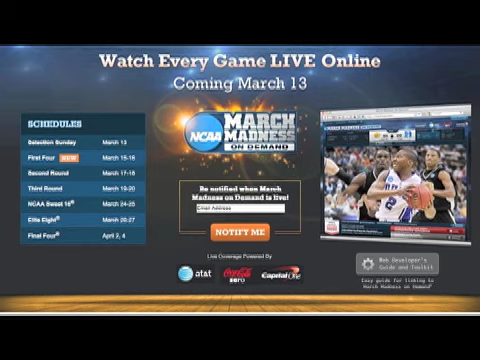 Watch Every Game LIVE Online
Coming March 13
SCHEDULES
Selection Sunday March 13
First Four NEW March 15-16
Second Round March 17-18
Third Round March 19-20
NCAA Sweet 16® March 24-25
Elite Eight® March 26-27
Final Four® April 2, 4
NCAA MARCH MADNESS ON DEMAND
Be notified when March
Madness on Demand is live!
Email Address
NOTIFY ME
Live Coverage Powered By
at&t
Coca-Cola zero
Capital One
Web Developer's
Guide and Toolkit
Easy guide for linking to
March Madness on Demand